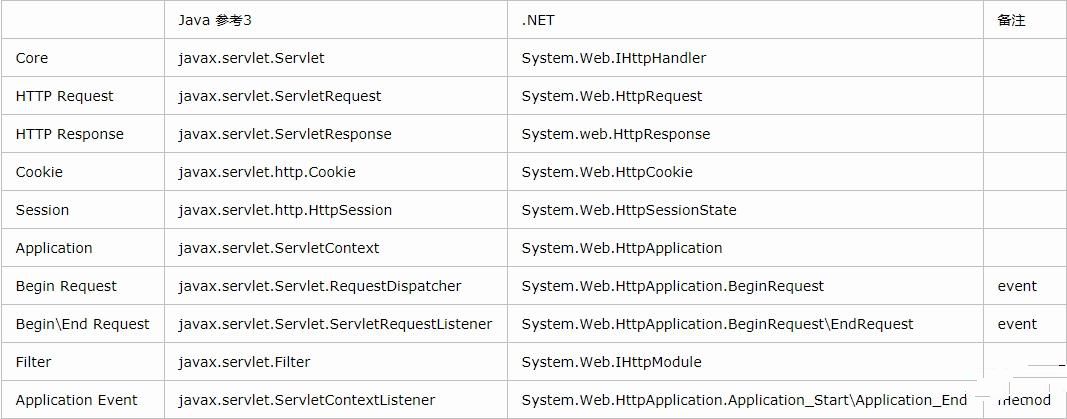 Java 参考3 .NET 备注
Core javax.servlet.Servlet System.Web.IHttpHandler
HTTP Request javax.servlet.ServletRequest System.Web.HttpRequest
HTTP Response javax.servlet.ServletResponse System.web.HttpResponse
Cookie javax.servlet.http.Cookie System.Web.HttpCookie
Session javax.servlet.http.HttpSession System.Web.HttpSessionState
Application javax.servlet.ServletContext System.Web.HttpApplication
Begin Request javax.servlet.Servlet.RequestDispatcher System.Web.HttpApplication.BeginRequest event
Begin\End Request javax.servlet.Servlet.ServletRequestListener System.Web.HttpApplication.BeginRequest\EndRequest event
Filter javax.servlet.Filter System.Web.IHttpModule
Application Event javax.servlet.ServletContextListener System.Web.HttpApplication.Application_Start\Application_End